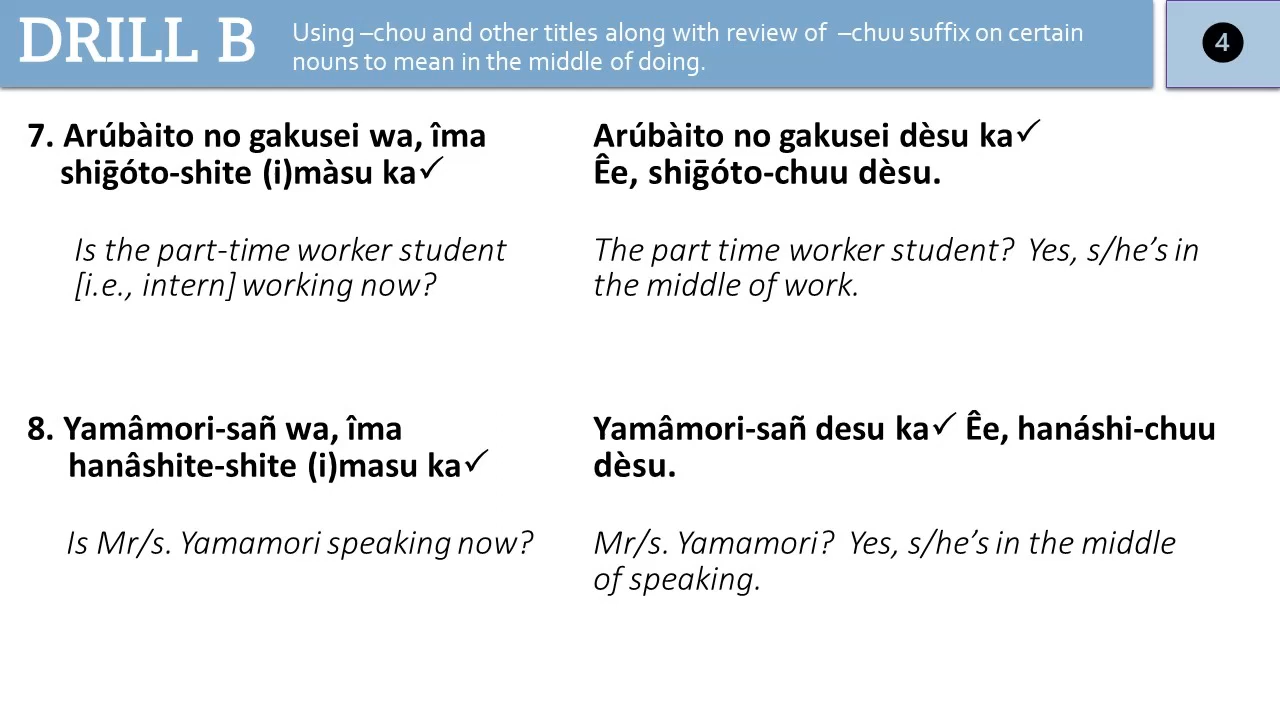 DRILL B
Using –chou and other titles along with review of –chuu suffix on certain
nouns to mean in the middle of doing.
4
7. Arúbàito no gakusei wa, îma
shiḡóto-shite (i)màsu ka✓
Arúbàito no gakusei dèsu ka✓
Êe, shiḡóto-chuu dèsu.
Is the part-time worker student
[i.e., intern] working now?
The part time worker student? Yes, s/he’s in
the middle of work.
8. Yamâmori-sañ wa, îma
hanâshite-shite (i)masu ka✓
Yamâmori-sañ desu ka✓ Êe, hanáshi-chuu
dèsu.
Is Mr/s. Yamamori speaking now?
Mr/s. Yamamori? Yes, s/he’s in the middle
of speaking.